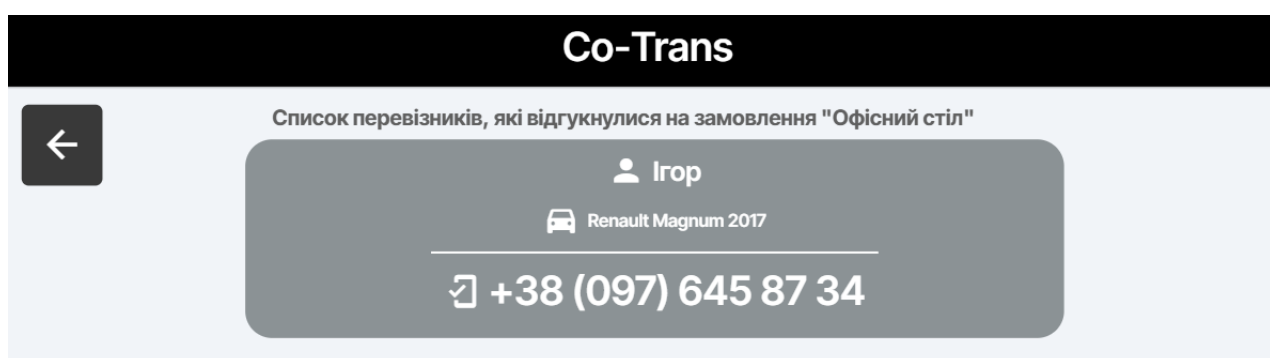 Co-Trans
Список перевізників, які відгукнулися на замовлення "Офісний стіл"
Ігор
Renault Magnum 2017
+38 (097) 645 87 34